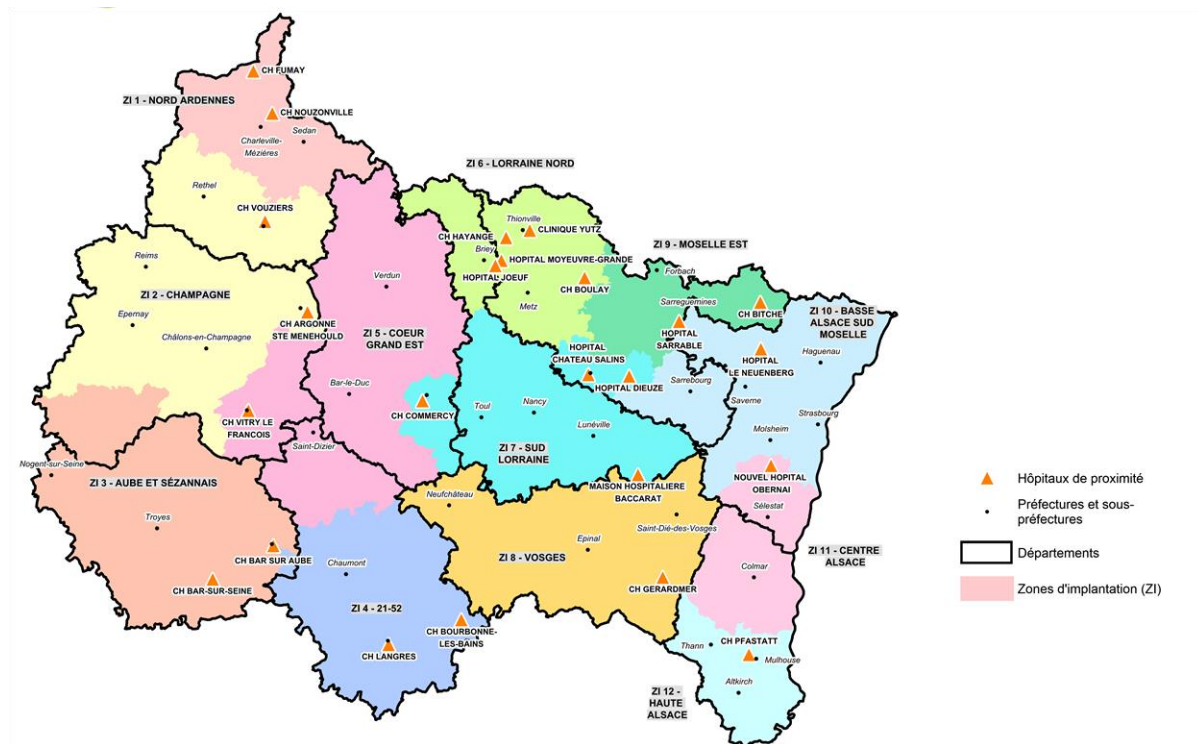 CH FUMAY
ZI 1 - NORD ARDENNES
CH NOUZONVILLE
Sedan
Charleville-
Mézières
ZI 6 - LORRAINE NORD
Rethel
CH VOUZIERS
Thionville
CLINIQUE YUTZ
CH HAYANGE
Briey
HOPITAL MOYEUVRE-GRANDE
HOPITAL JOEUF
ZI 9 - MOSELLE EST
Forbach
Reims
Verdun
CH BOULAY
ZI 2 - CHAMPAGNE
Metz
Sarreguemines
CH BITCHE
ZI 10 - BASSE
ALSACE SUD
MOSELLE
Epernay
CH ARGONNE
STE MENEHOULD
ZI 5 - COEUR
GRAND EST
Châlons-en-Champagne
HOPITAL
SARRABLE
HOPITAL
CHATEAU SALINS
HOPITAL
LE NEUENBERG
Haguenau
HOPITAL DIEUZE
Sarrebourg
Bar-le-Duc
CH COMMERCY
Saverne
Toul
Nancy
CH VITRY LE
FRANCOIS
Strasbourg
Lunéville
Molsheim
Saint-Dizier
ZI 7 - SUD
LORRAINE
Nogent-sur-Seine
NOUVEL HOPITAL
OBERNAI
ZI 3 - AUBE ET SÉZANNAIS
MAISON HOSPITALIERE
BACCARAT
Neufchâteau
Sélestat
Troyes
Saint-Dié-des-Vosges
Epinal
ZI 8 - VOSGES
ZI 11 - CENTRE
ALSACE
CH BAR SUR AUBE
Chaumont
Colmar
CH BAR-SUR-SEINE
CH GERARDMER
ZI 4 - 21-52
CH BOURBONNE-
LES-BAINS
CH LANGRES
CH PFASTATT
Thann
Mulhouse
Altkirch
ZI 12 -
HAUTE
ALSACE
Hôpitaux de proximité
Préfectures et sous-
préfectures
Départements
Zones d'implantation (ZI)